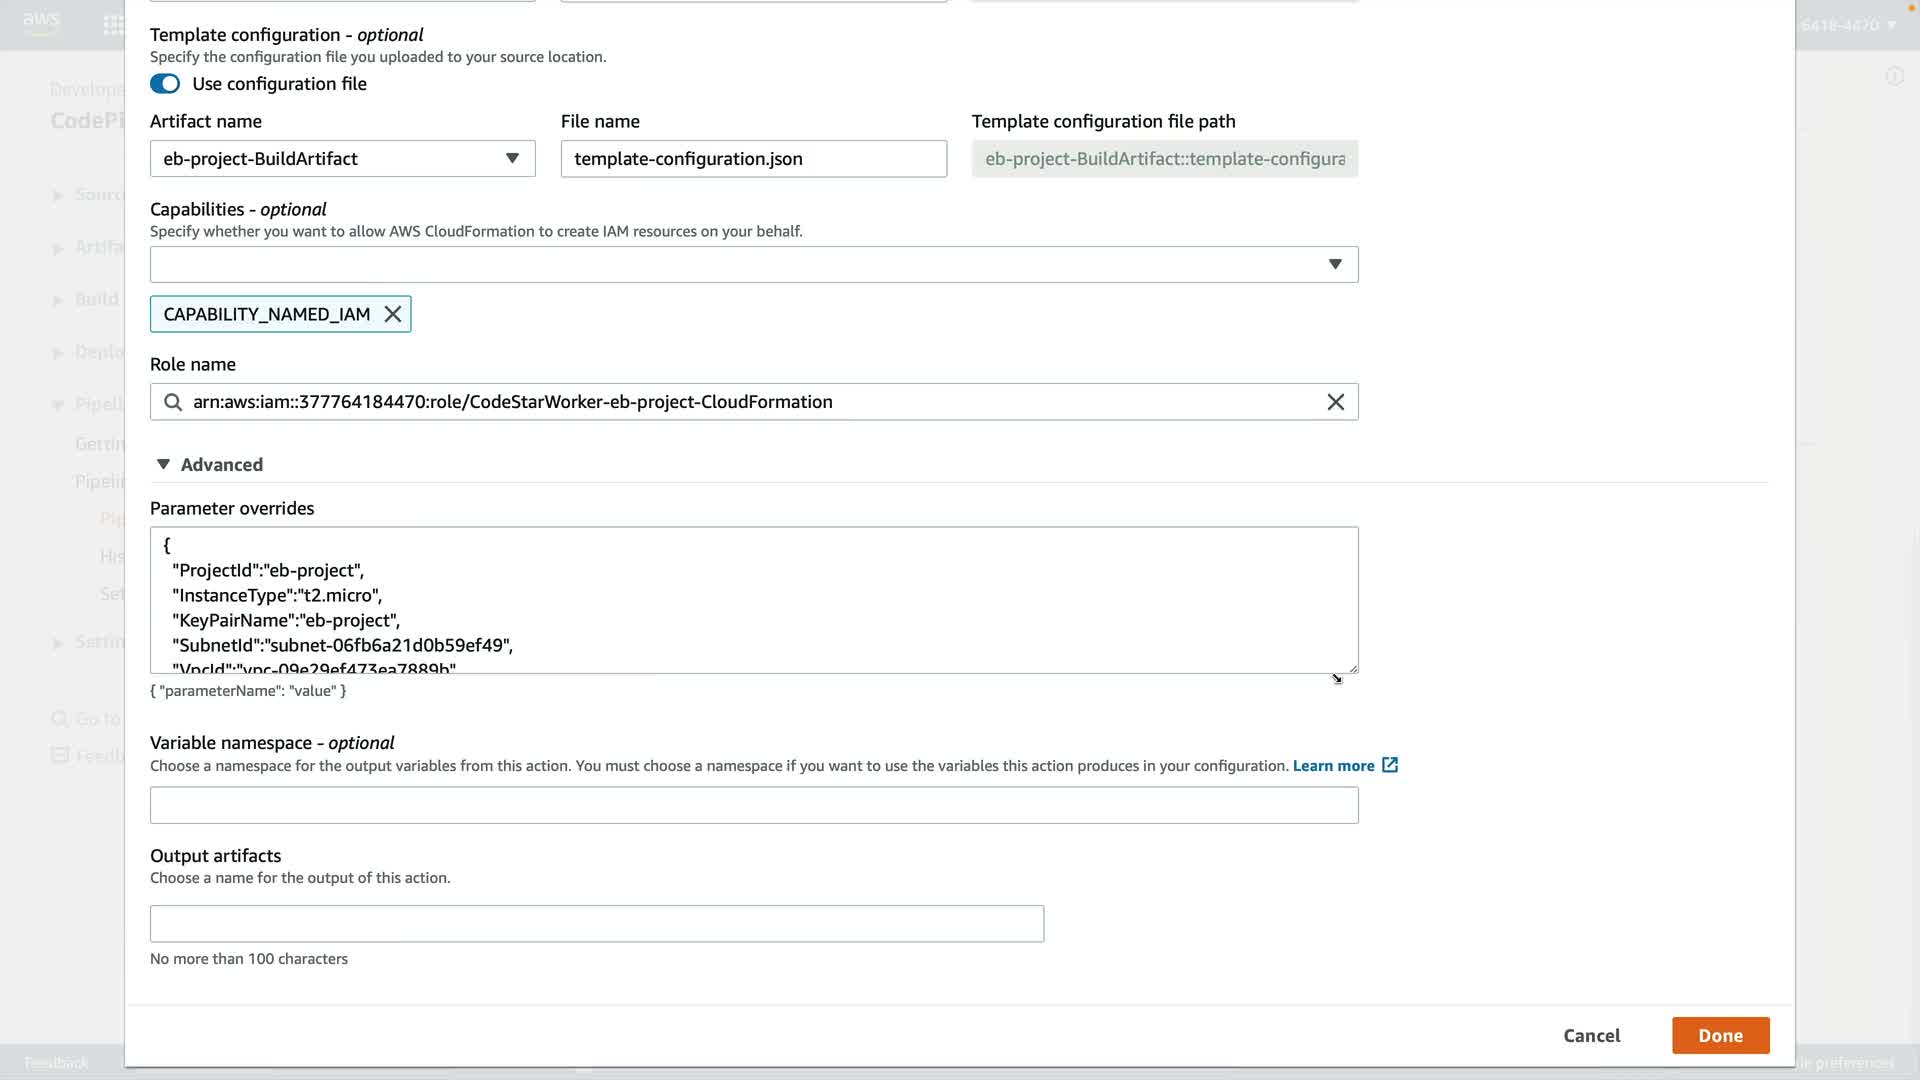 aws
6418-4470
Template configuration - optional
Specify the configuration file you uploaded to your source location.
Use configuration file
Develope
CodePi
Artifact name File name Template configuration file path
eb-project-BuildArtifact template-configuration.json eb-project-BuildArtifact::template-configura
Sourc
Capabilities - optional
Specify whether you want to allow AWS CloudFormation to create IAM resources on your behalf.
Artifa
Build
CAPABILITY_NAMED_IAM
Deplo
Role name
arn:aws:iam::377764184470:role/CodeStarWorker-eb-project-CloudFormation
Pipeli
Gettin
Advanced
Pipelin
Parameter overrides
Pip
{
His
"ProjectId":"eb-project",
"InstanceType":"t2.micro",
Set
"KeyPairName":"eb-project",
"SubnetId":"subnet-06fb6a21d0b59ef49",
Settin
"VpcId":"vpc-09e29ef473ea7889b"
{ "parameterName": "value" }
Go to
Variable namespace - optional
Feedb
Choose a namespace for the output variables from this action. You must choose a namespace if you want to use the variables this action produces in your configuration. Learn more
Output artifacts
Choose a name for the output of this action.
No more than 100 characters
Cancel Done
Feedback
ie preferences